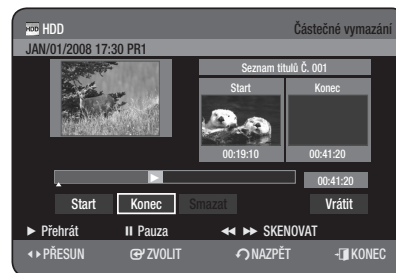 HDD HDD Částečné vymazání
JAN/01/2008 17:30 PR1
Seznam titulů Č. 001
Start Konec
00:19:10 00:41:20
00:41:20
Start Konec Smazat Vrátit
► Přehrát II Pauza ◄◄ ►► SKENOVAT
◄► PŘESUN ZVOLIT NAZPĚT KONEC